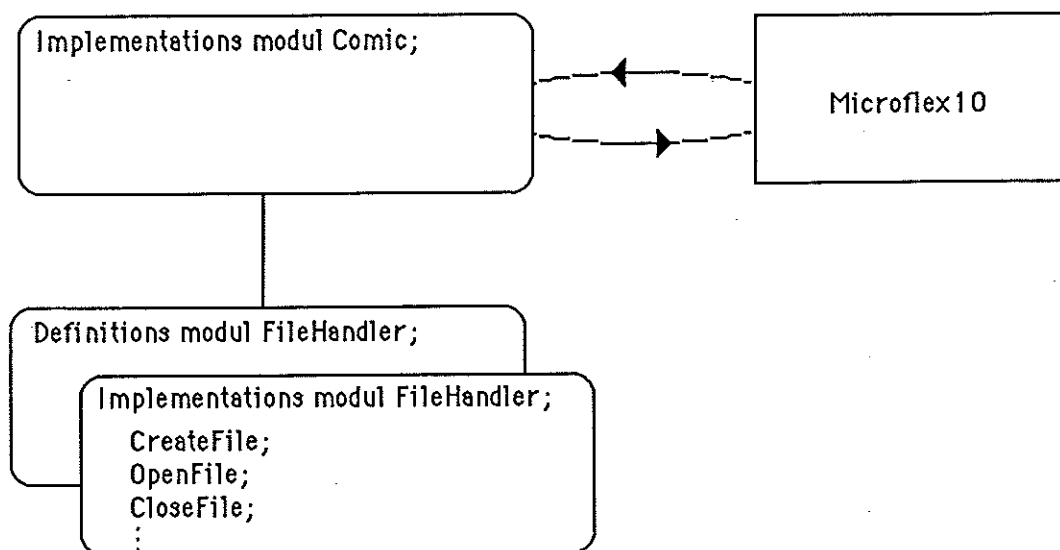 Implementations modul Comic;
Microflex10
Definitions modul FileHandler;
Implementations modul FileHandler;
CreateFile;
OpenFile;
CloseFile;
⋮